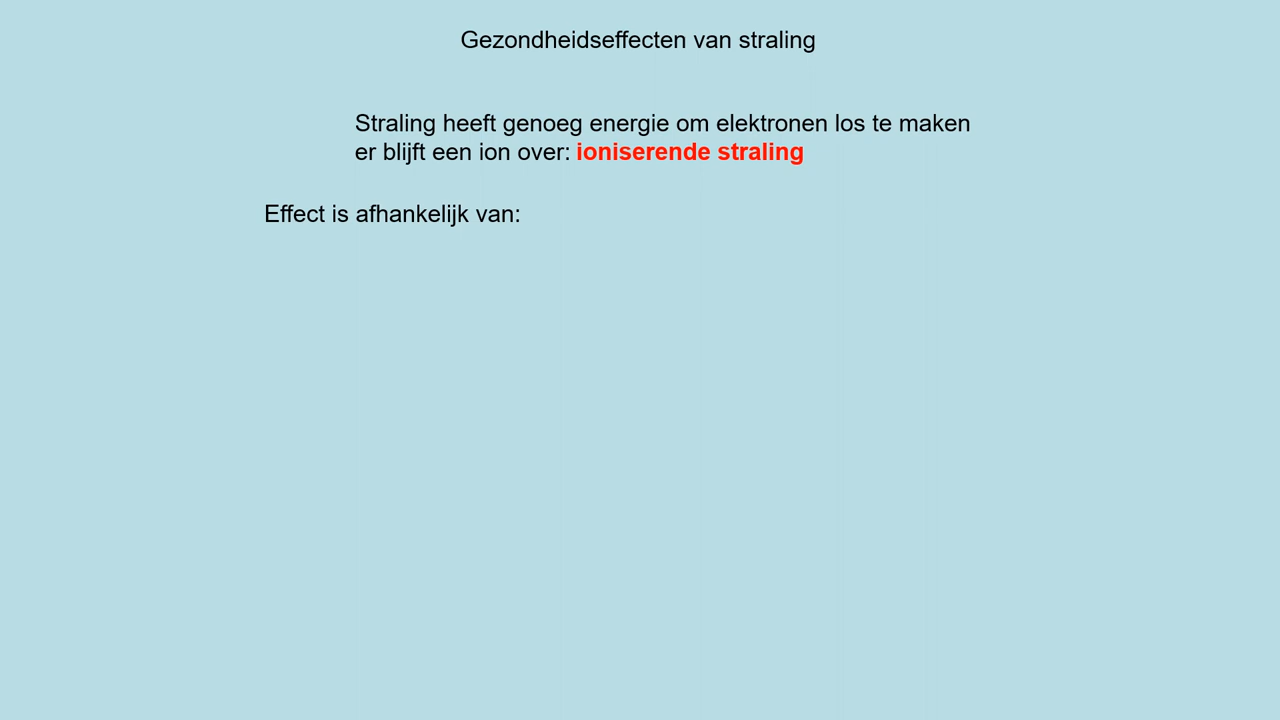 Gezondheidseffecten van straling
Straling heeft genoeg energie om elektronen los te maken
er blijft een ion over: ioniserende straling
Effect is afhankelijk van: